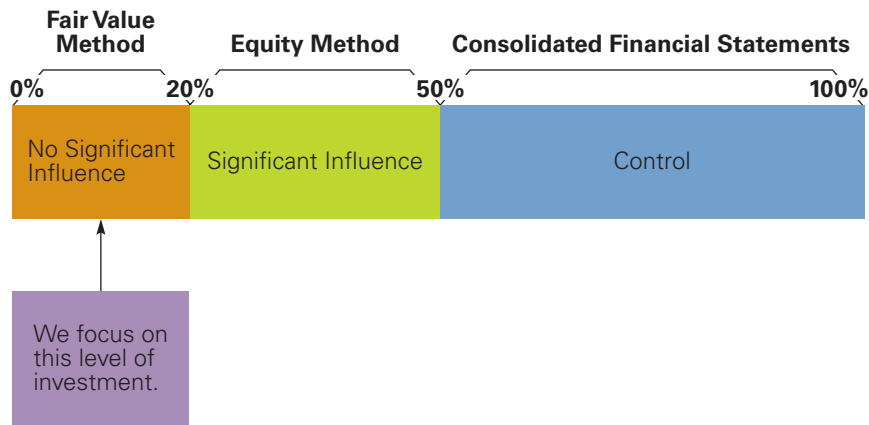 Fair Value
Method
Equity Method
Consolidated Financial Statements
0%
20%
50%
100%
No Significant
Influence
Significant Influence
Control
We focus on
this level of
investment.